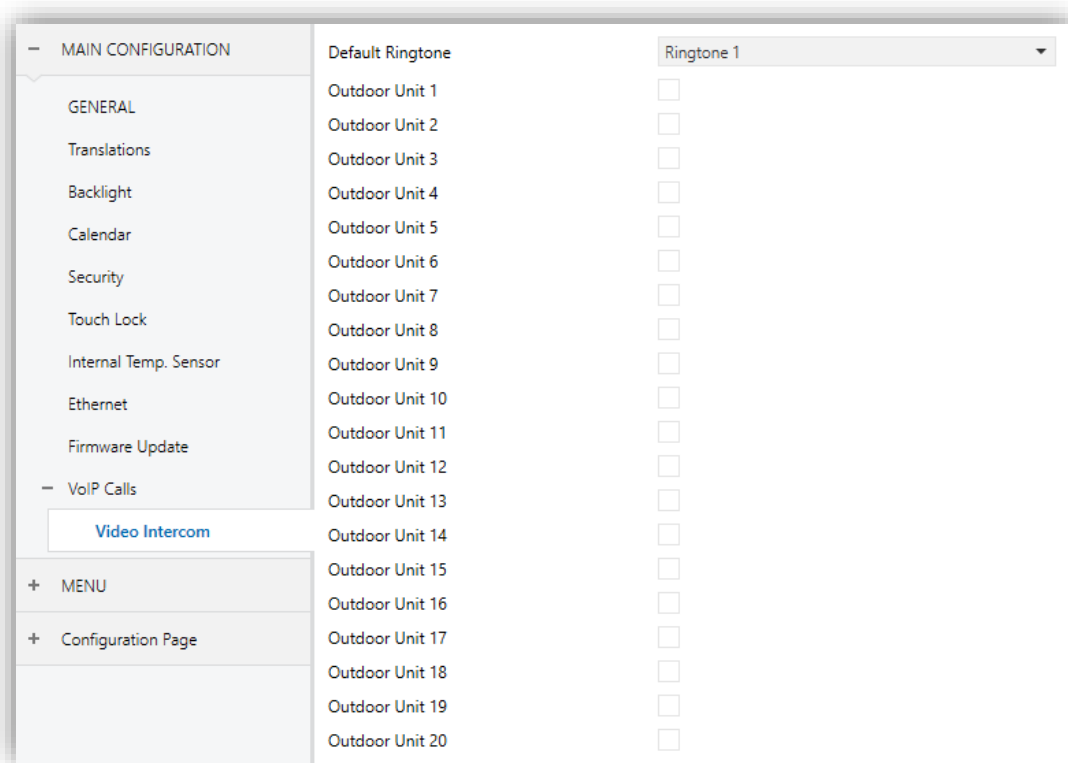 MAIN CONFIGURATION
GENERAL
Translations
Backlight
Calendar
Security
Touch Lock
Internal Temp. Sensor
Ethernet
Firmware Update
VoIP Calls
Video Intercom
MENU
Configuration Page
Default Ringtone Ringtone 1
Outdoor Unit 1
Outdoor Unit 2
Outdoor Unit 3
Outdoor Unit 4
Outdoor Unit 5
Outdoor Unit 6
Outdoor Unit 7
Outdoor Unit 8
Outdoor Unit 9
Outdoor Unit 10
Outdoor Unit 11
Outdoor Unit 12
Outdoor Unit 13
Outdoor Unit 14
Outdoor Unit 15
Outdoor Unit 16
Outdoor Unit 17
Outdoor Unit 18
Outdoor Unit 19
Outdoor Unit 20